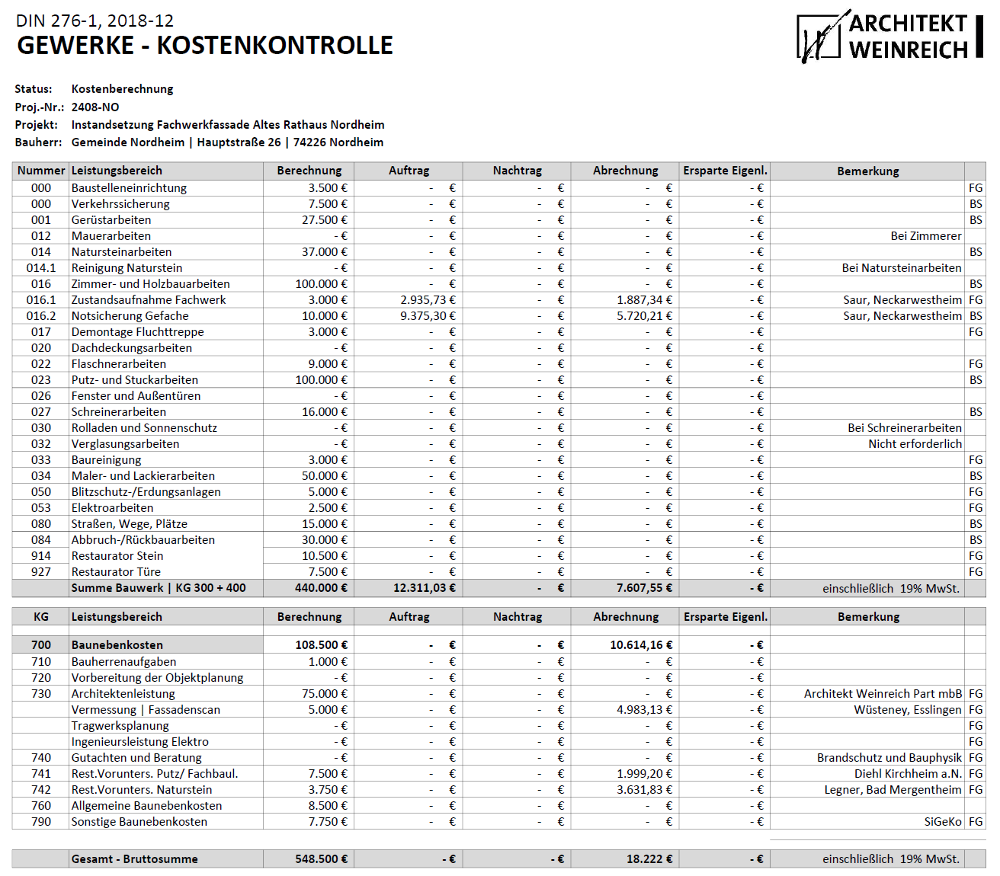 DIN 276-1, 2018-12
GEWERKE - KOSTENKONTROLLE
ARCHITEKT
WEINREICH
Status: Kostenberechnung
Proj.-Nr.: 2408-NO
Projekt: Instandsetzung Fachwerkfassade Altes Rathaus Nordheim
Bauherr: Gemeinde Nordheim | Hauptstraße 26 | 74226 Nordheim
Nummer Leistungsbereich Berechnung Auftrag Nachtrag Abrechnung Ersparte Eigenl. Bemerkung
000 Baustelleneinrichtung 3.500 € - € - € - € - € FG
000 Verkehrssicherung 7.500 € - € - € - € - € BS
001 Gerüstarbeiten 27.500 € - € - € - € - € BS
012 Mauerarbeiten - € - € - € - € - € Bei Zimmerer
014 Natursteinarbeiten 37.000 € - € - € - € - € BS
014.1 Reinigung Naturstein - € - € - € - € - € Bei Natursteinarbeiten
016 Zimmer- und Holzbauarbeiten 100.000 € - € - € - € - € BS
016.1 Zustandsaufnahme Fachwerk 3.000 € 2.935,73 € - € 1.887,34 € - € Saur, Neckarwestheim FG
016.2 Notsicherung Gefache 10.000 € 9.375,30 € - € 5.720,21 € - € Saur, Neckarwestheim BS
017 Demontage Fluchttreppe 3.000 € - € - € - € - € FG
020 Dachdeckungsarbeiten - € - € - € - € - €
022 Flaschnerarbeiten 9.000 € - € - € - € - € FG
023 Putz- und Stuckarbeiten 100.000 € - € - € - € - € BS
026 Fenster und Außentüren - € - € - € - € - €
027 Schreinerarbeiten 16.000 € - € - € - € - € BS
030 Rolladen und Sonnenschutz - € - € - € - € - € Bei Schreinerarbeiten
032 Verglasungsarbeiten - € - € - € - € - € Nicht erforderlich
033 Baureinigung 3.000 € - € - € - € - € FG
034 Maler- und Lackierarbeiten 50.000 € - € - € - € - € BS
050 Blitzschutz-/Erdungsanlagen 5.000 € - € - € - € - € FG
053 Elektroarbeiten 2.500 € - € - € - € - € FG
080 Straßen, Wege, Plätze 15.000 € - € - € - € - € BS
084 Abbruch-/Rückbauarbeiten 30.000 € - € - € - € - € BS
914 Restaurator Stein 10.500 € - € - € - € - € FG
927 Restaurator Türe 7.500 € - € - € - € - € FG
Summe Bauwerk | KG 300 + 400 440.000 € 12.311,03 € - € 7.607,55 € - € einschließlich 19% MwSt.
KG Leistungsbereich Berechnung Auftrag Nachtrag Abrechnung Ersparte Eigenl. Bemerkung
700 Baunebenkosten 108.500 € - € - € 10.614,16 € - €
710 Bauherrenaufgaben 1.000 € - € - € - € - €
720 Vorbereitung der Objektplanung - € - € - € - € - €
730 Architektenleistung 75.000 € - € - € - € - € Architekt Weinreich Part mbB FG
Vermessung | Fassadenscan 5.000 € - € - € 4.983,13 € - € Wüsteney, Esslingen FG
Tragwerksplanung - € - € - € - € - € FG
Ingenieursleistung Elektro - € - € - € - € - € FG
740 Gutachten und Beratung - € - € - € - € - € Brandschutz und Bauphysik FG
741 Rest.Vorunters. Putz/ Fachbaul. 7.500 € - € - € 1.999,20 € - € Diehl Kirchheim a.N. FG
742 Rest.Vorunters. Naturstein 3.750 € - € - € 3.631,83 € - € Legner, Bad Mergentheim FG
760 Allgemeine Baunebenkosten 8.500 € - € - € - € - €
790 Sonstige Baunebenkosten 7.750 € - € - € - € - € SiGeKo FG
Gesamt - Bruttosumme 548.500 € - € - € 18.222 € - € einschließlich 19% MwSt.